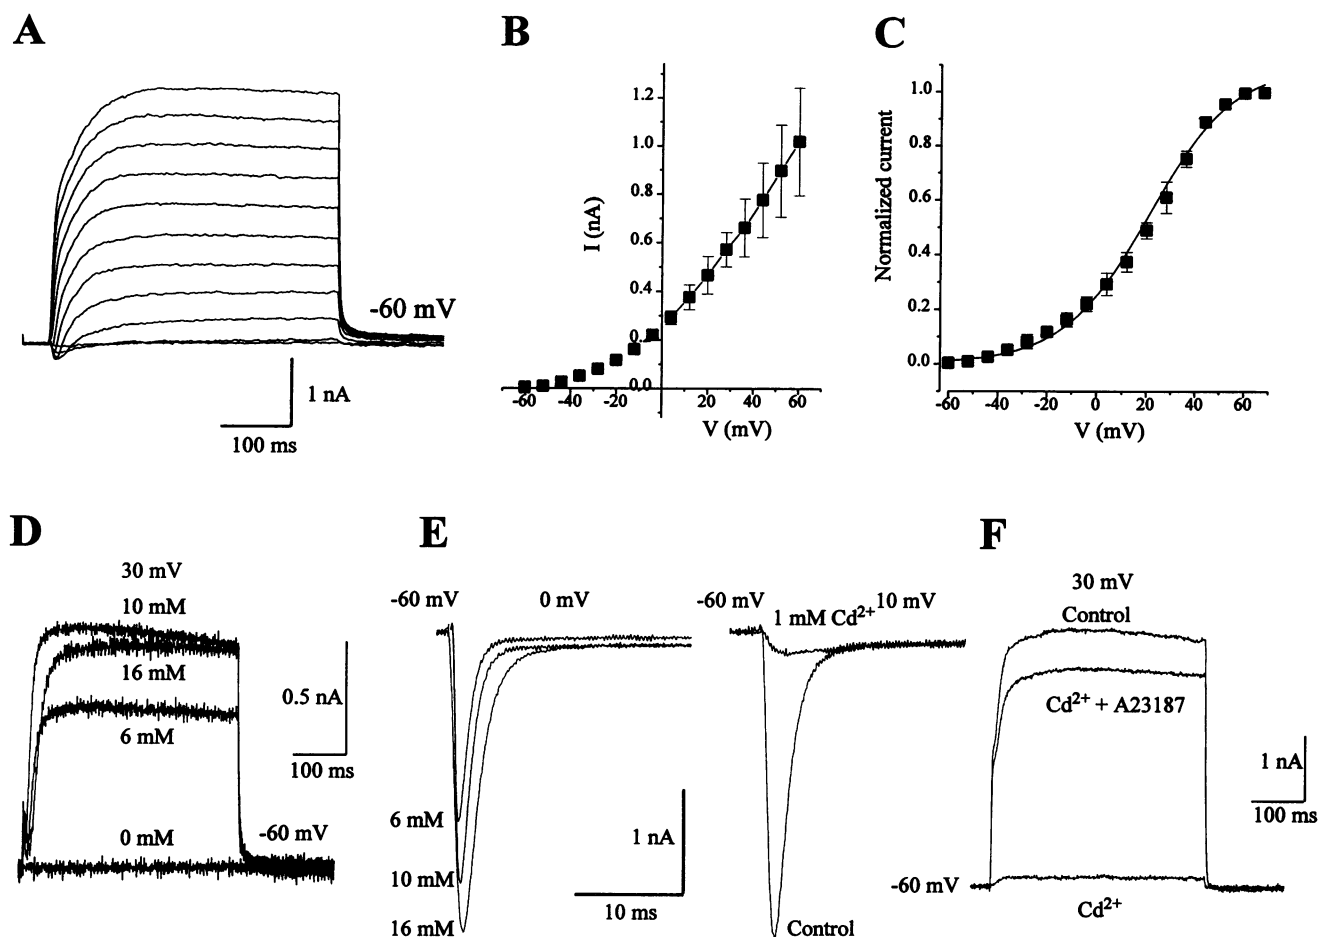 A
-60 mV
1 nA
100 ms
B
I (nA)
1.2
1.0
0.8
0.6
0.4
0.2
0.0
-60 -40 -20 20 40 60
V (mV)
C
Normalized current
1.0
0.8
0.6
0.4
0.2
0.0
-60 -40 -20 0 20 40 60
V (mV)
D
30 mV
10 mM
16 mM
6 mM
0 mM
-60 mV
0.5 nA
100 ms
E
-60 mV 0 mV
6 mM
10 mM
16 mM
1 nA
10 ms
-60 mV 10 mV
1 mM Cd²⁺
Control
F
30 mV
Control
Cd²⁺ + A23187
1 nA
100 ms
-60 mV
Cd²⁺